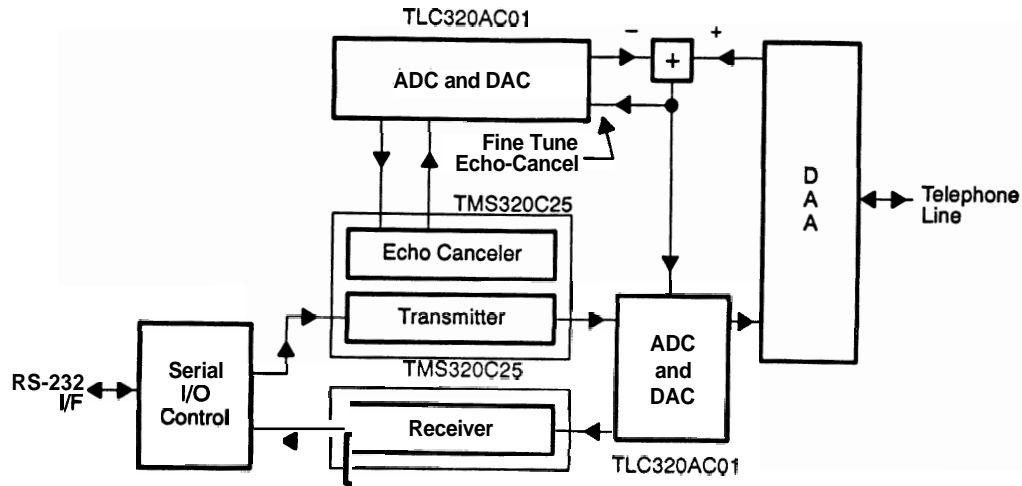 TLC320AC01
ADC and DAC
−
+
+
Fine Tune
Echo-Cancel
D
A
A
Telephone
Line
TMS320C25
Echo Canceler
Transmitter
TMS320C25
Receiver
Serial
I/O
Control
RS-232
I/F
ADC
and
DAC
TLC320AC01